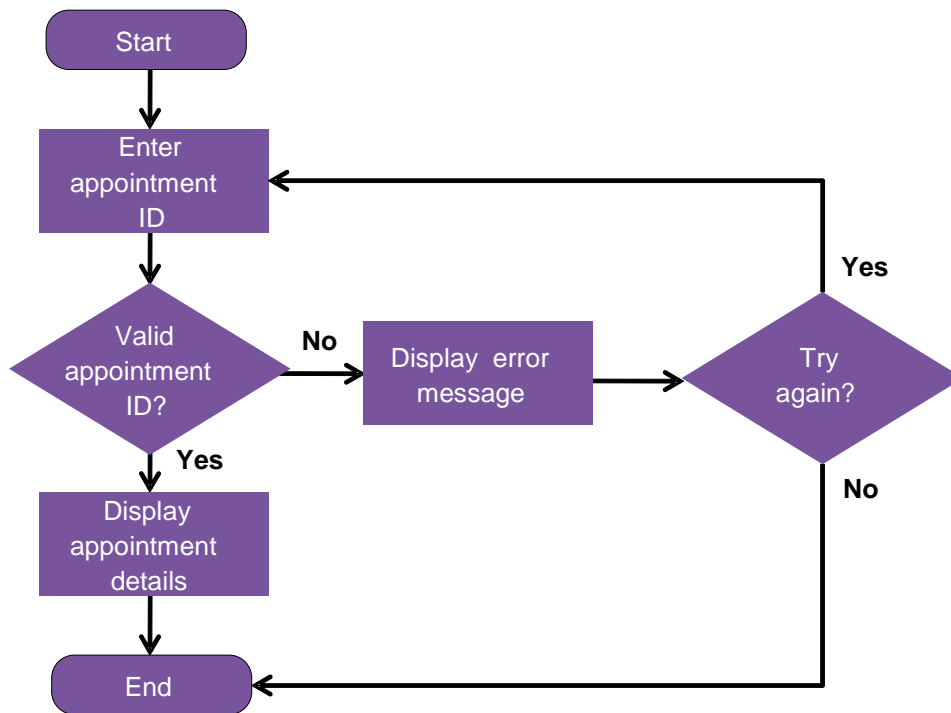 Start
Enter
appointment
ID
Yes
Valid
appointment
ID?
No
Display error
message
Try
again?
Yes
No
Display
appointment
details
End